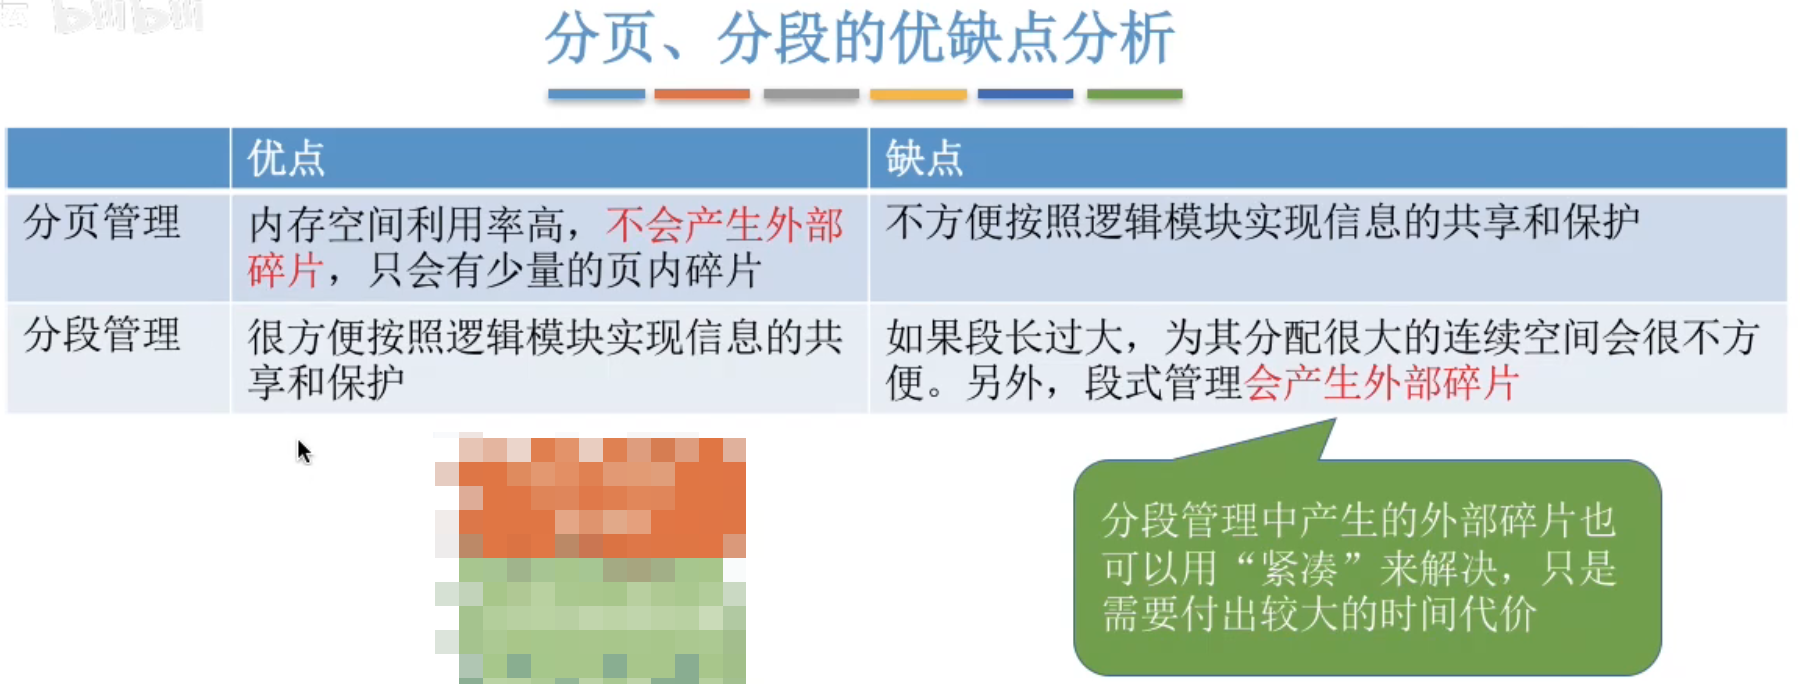 分页、分段的优缺点分析
优点
缺点
分页管理
内存空间利用率高，不会产生外部
碎片，只会有少量的页内碎片
不方便按照逻辑模块实现信息的共享和保护
分段管理
很方便按照逻辑模块实现信息的共
享和保护
如果段长过大，为其分配很大的连续空间会很不方
便。另外，段式管理会产生外部碎片
分段管理中产生的外部碎片也
可以用“紧凑”来解决，只是
需要付出较大的时间代价